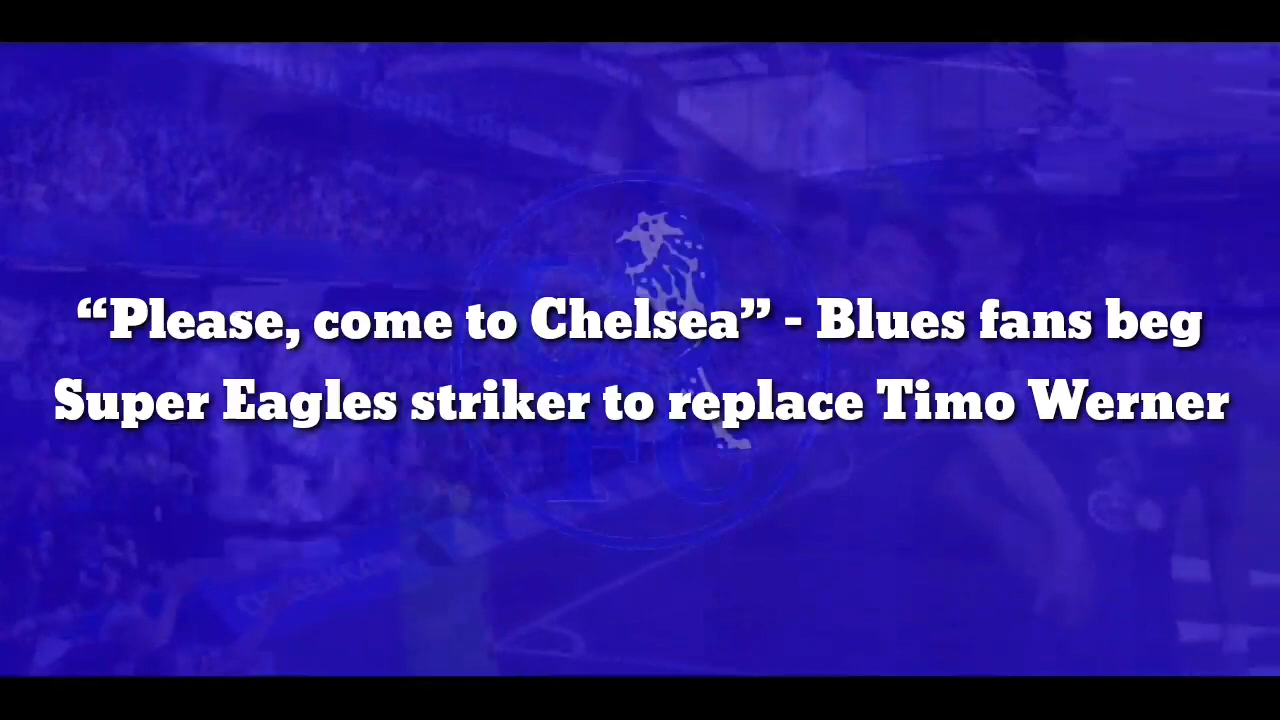 “Please, come to Chelsea” - Blues fans beg
Super Eagles striker to replace Timo Werner